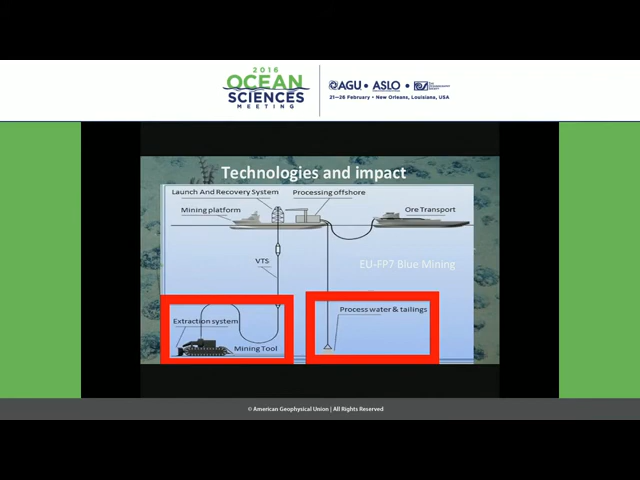 2016
OCEAN
SCIENCES
MEETING
AGU • ASLO •
21–26 February • New Orleans, Louisiana, USA
Technologies and impact
Launch And Recovery System
Processing offshore
Mining platform
Ore Transport
VTS
EU-FP7 Blue Mining
Extraction system
Process water & tailings
Mining Tool
© American Geophysical Union | All Rights Reserved